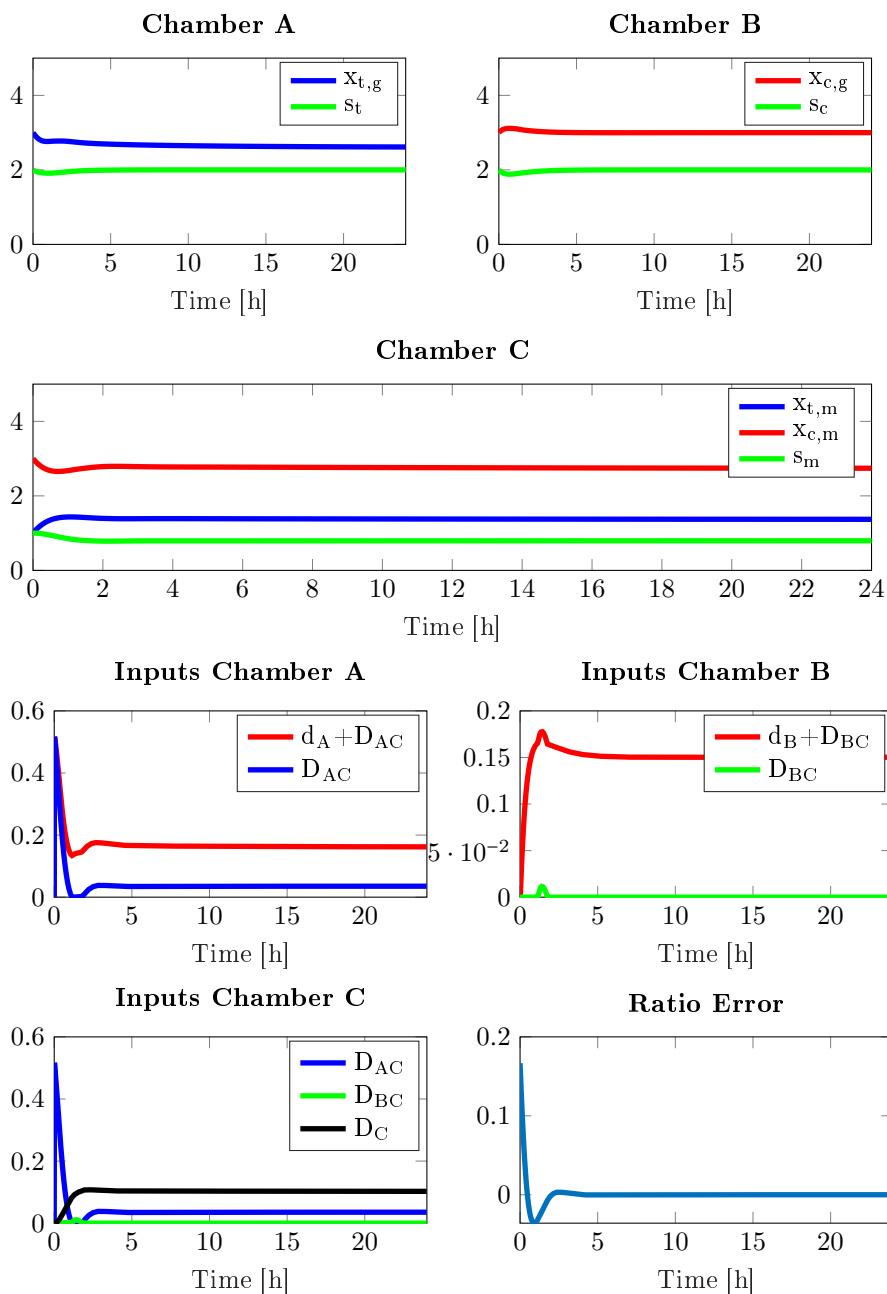 Chamber A
Chamber B
x_{t,g}
s_t
x_{c,g}
s_c
4
2
0
4
2
0
0 5 10 15 20
0 5 10 15 20
Time [h]
Time [h]
Chamber C
x_{t,m}
x_{c,m}
s_m
4
2
0
0 2 4 6 8 10 12 14 16 18 20 22 24
Time [h]
Inputs Chamber A
Inputs Chamber B
d_A+D_{AC}
D_{AC}
d_B+D_{BC}
D_{BC}
0.6
0.4
0.2
0
0.2
0.15
0.1
5 · 10^{−2}
0
0 5 10 15 20
0 5 10 15 20
Time [h]
Time [h]
Inputs Chamber C
Ratio Error
D_{AC}
D_{BC}
D_C
0.6
0.4
0.2
0
0.2
0.1
0
0 5 10 15 20
0 5 10 15 20
Time [h]
Time [h]